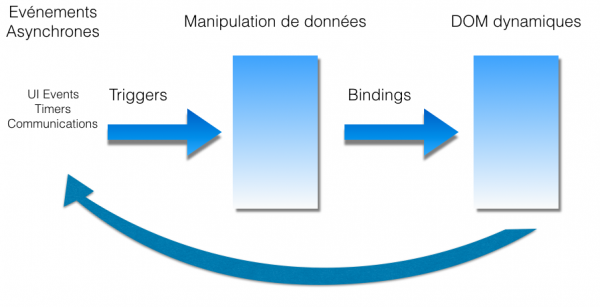 Evénements
Asynchrones
Manipulation de données
DOM dynamiques
UI Events
Timers
Communications
Triggers
Bindings